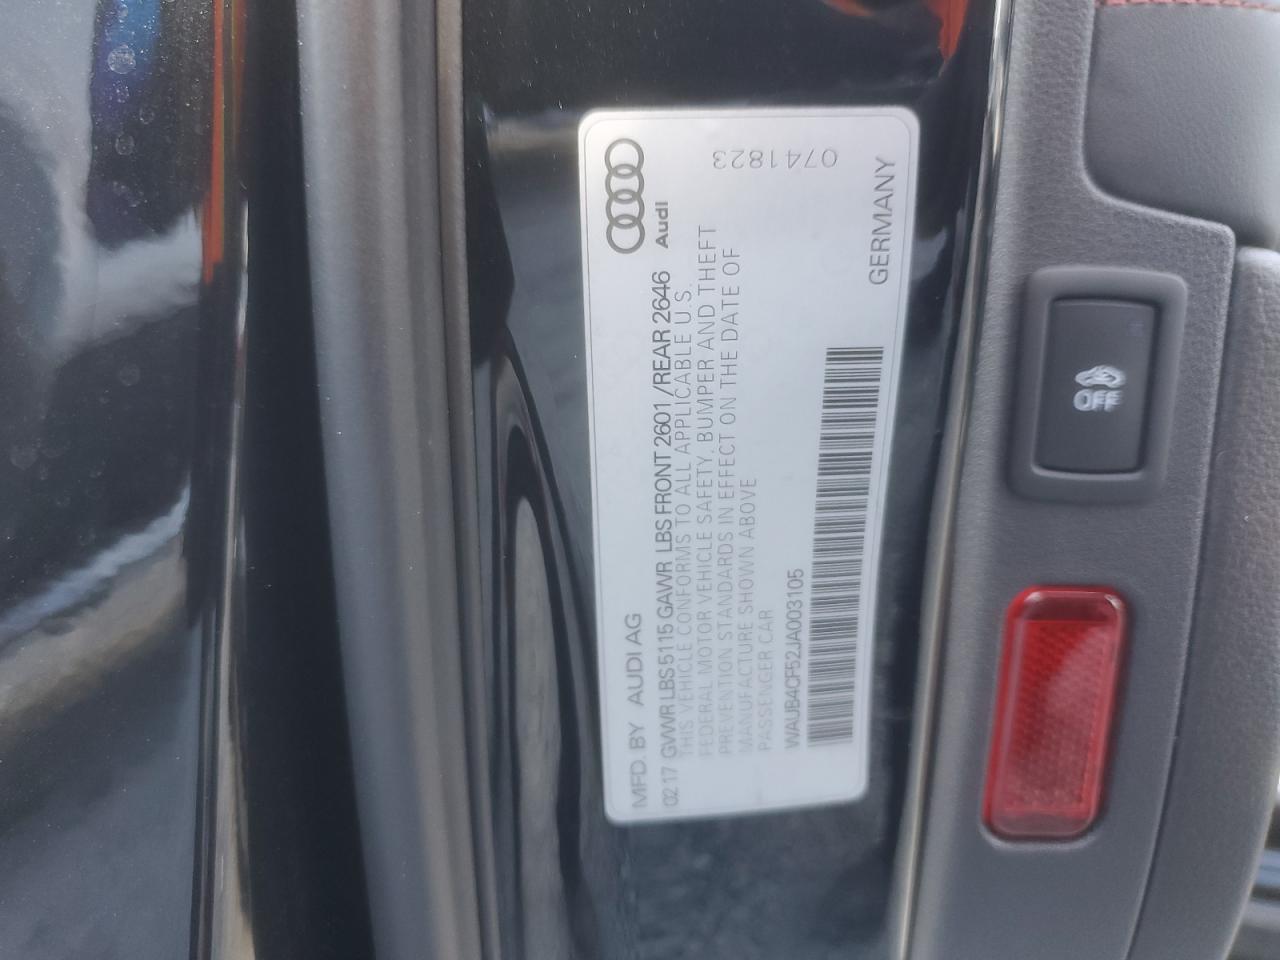 Audi
MFD. BY AUDI AG
02 17 GVWR LBS 5115 GAWR LBS FRONT 2601 /REAR 2646
THIS VEHICLE CONFORMS TO ALL APPLICABLE U.S.
FEDERAL MOTOR VEHICLE SAFETY, BUMPER AND THEFT
PREVENTION STANDARDS IN EFFECT ON THE DATE OF
MANUFACTURE SHOWN ABOVE
PASSENGER CAR
WAUB4CF52JA003105
0741823
GERMANY
OFF